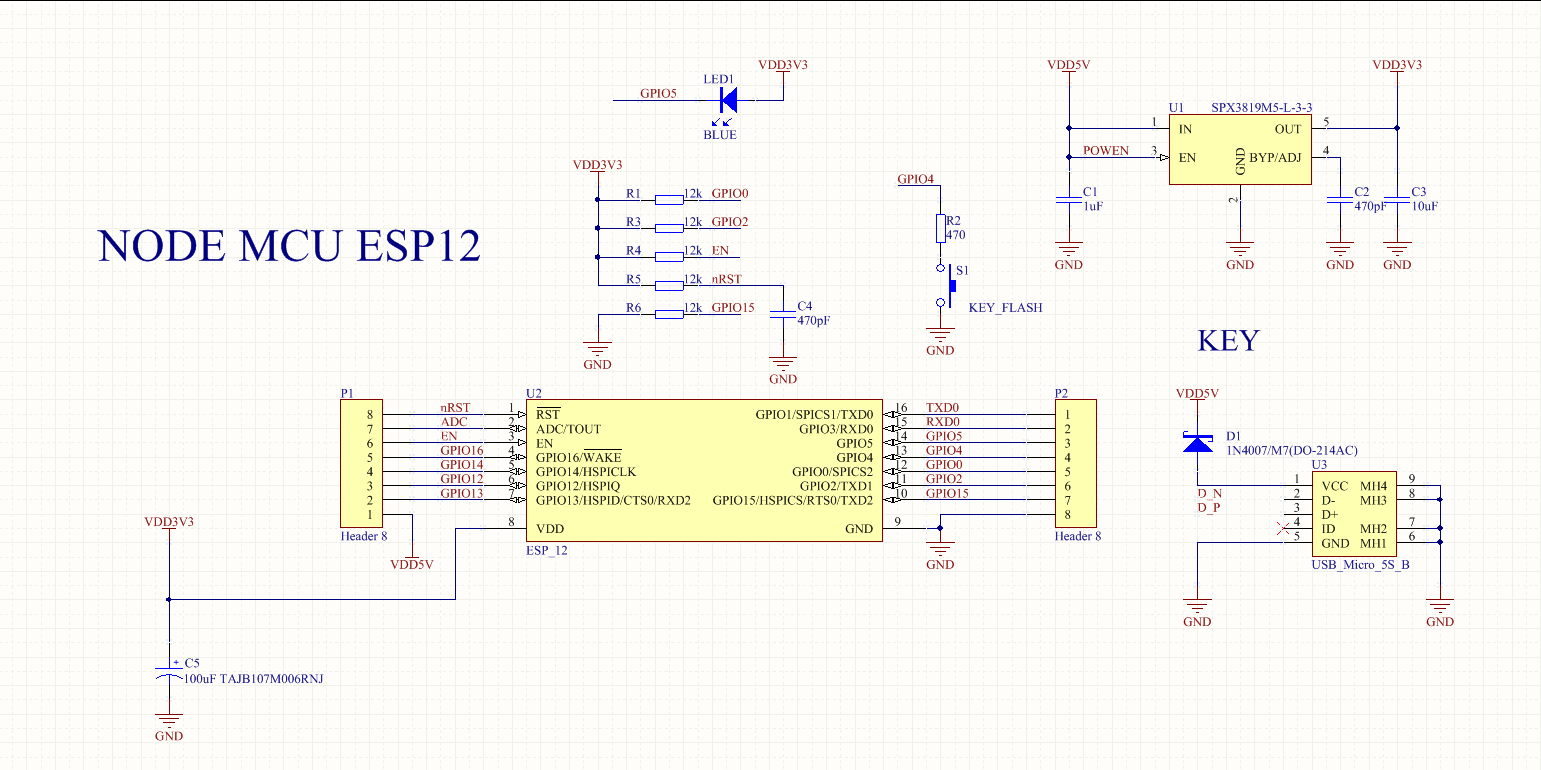 VDD3V3
LED1
GPIO5
BLUE
VDD3V3
R1 12k GPIO0
R3 12k GPIO2
R4 12k EN
R5 12k nRST
R6 12k GPIO15
C4
470pF
GND
GND
GPIO4
R2
470
S1
KEY_FLASH
GND
VDD5V
VDD3V3
U1 SPX3819M5-L-3-3
1 IN OUT 5
POWEN 3 EN GND BYP/ADJ 4
2
C1
1uF
C2
470pF
C3
10uF
GND
GND
GND
GND
NODE MCU ESP12
KEY
P1
8
7
6
5
4
3
2
1
Header 8
VDD5V
nRST 1
ADC 2
EN 3
GPIO16 4
GPIO14 5
GPIO12 6
GPIO13 7
8
U2
RST GPIO1/SPICS1/TXD0
ADC/TOUT GPIO3/RXD0
EN GPIO5
GPIO16/WAKE GPIO4
GPIO14/HSPICLK GPIO0/SPICS2
GPIO12/HSPIQ GPIO2/TXD1
GPIO13/HSPID/CTS0/RXD2 GPIO15/HSPICS/RTS0/TXD2
VDD GND
ESP_12
16 TXD0
15 RXD0
14 GPIO5
13 GPIO4
12 GPIO0
11 GPIO2
10 GPIO15
9
GND
P2
1
2
3
4
5
6
7
8
Header 8
VDD5V
D1
1N4007/M7(DO-214AC)
U3
1 VCC MH4 9
D_N 2 D- MH3 8
D_P 3 D+
4 ID MH2 7
5 GND MH1 6
USB_Micro_5S_B
GND
GND
VDD3V3
+ C5
100uF TAJB107M006RNJ
GND